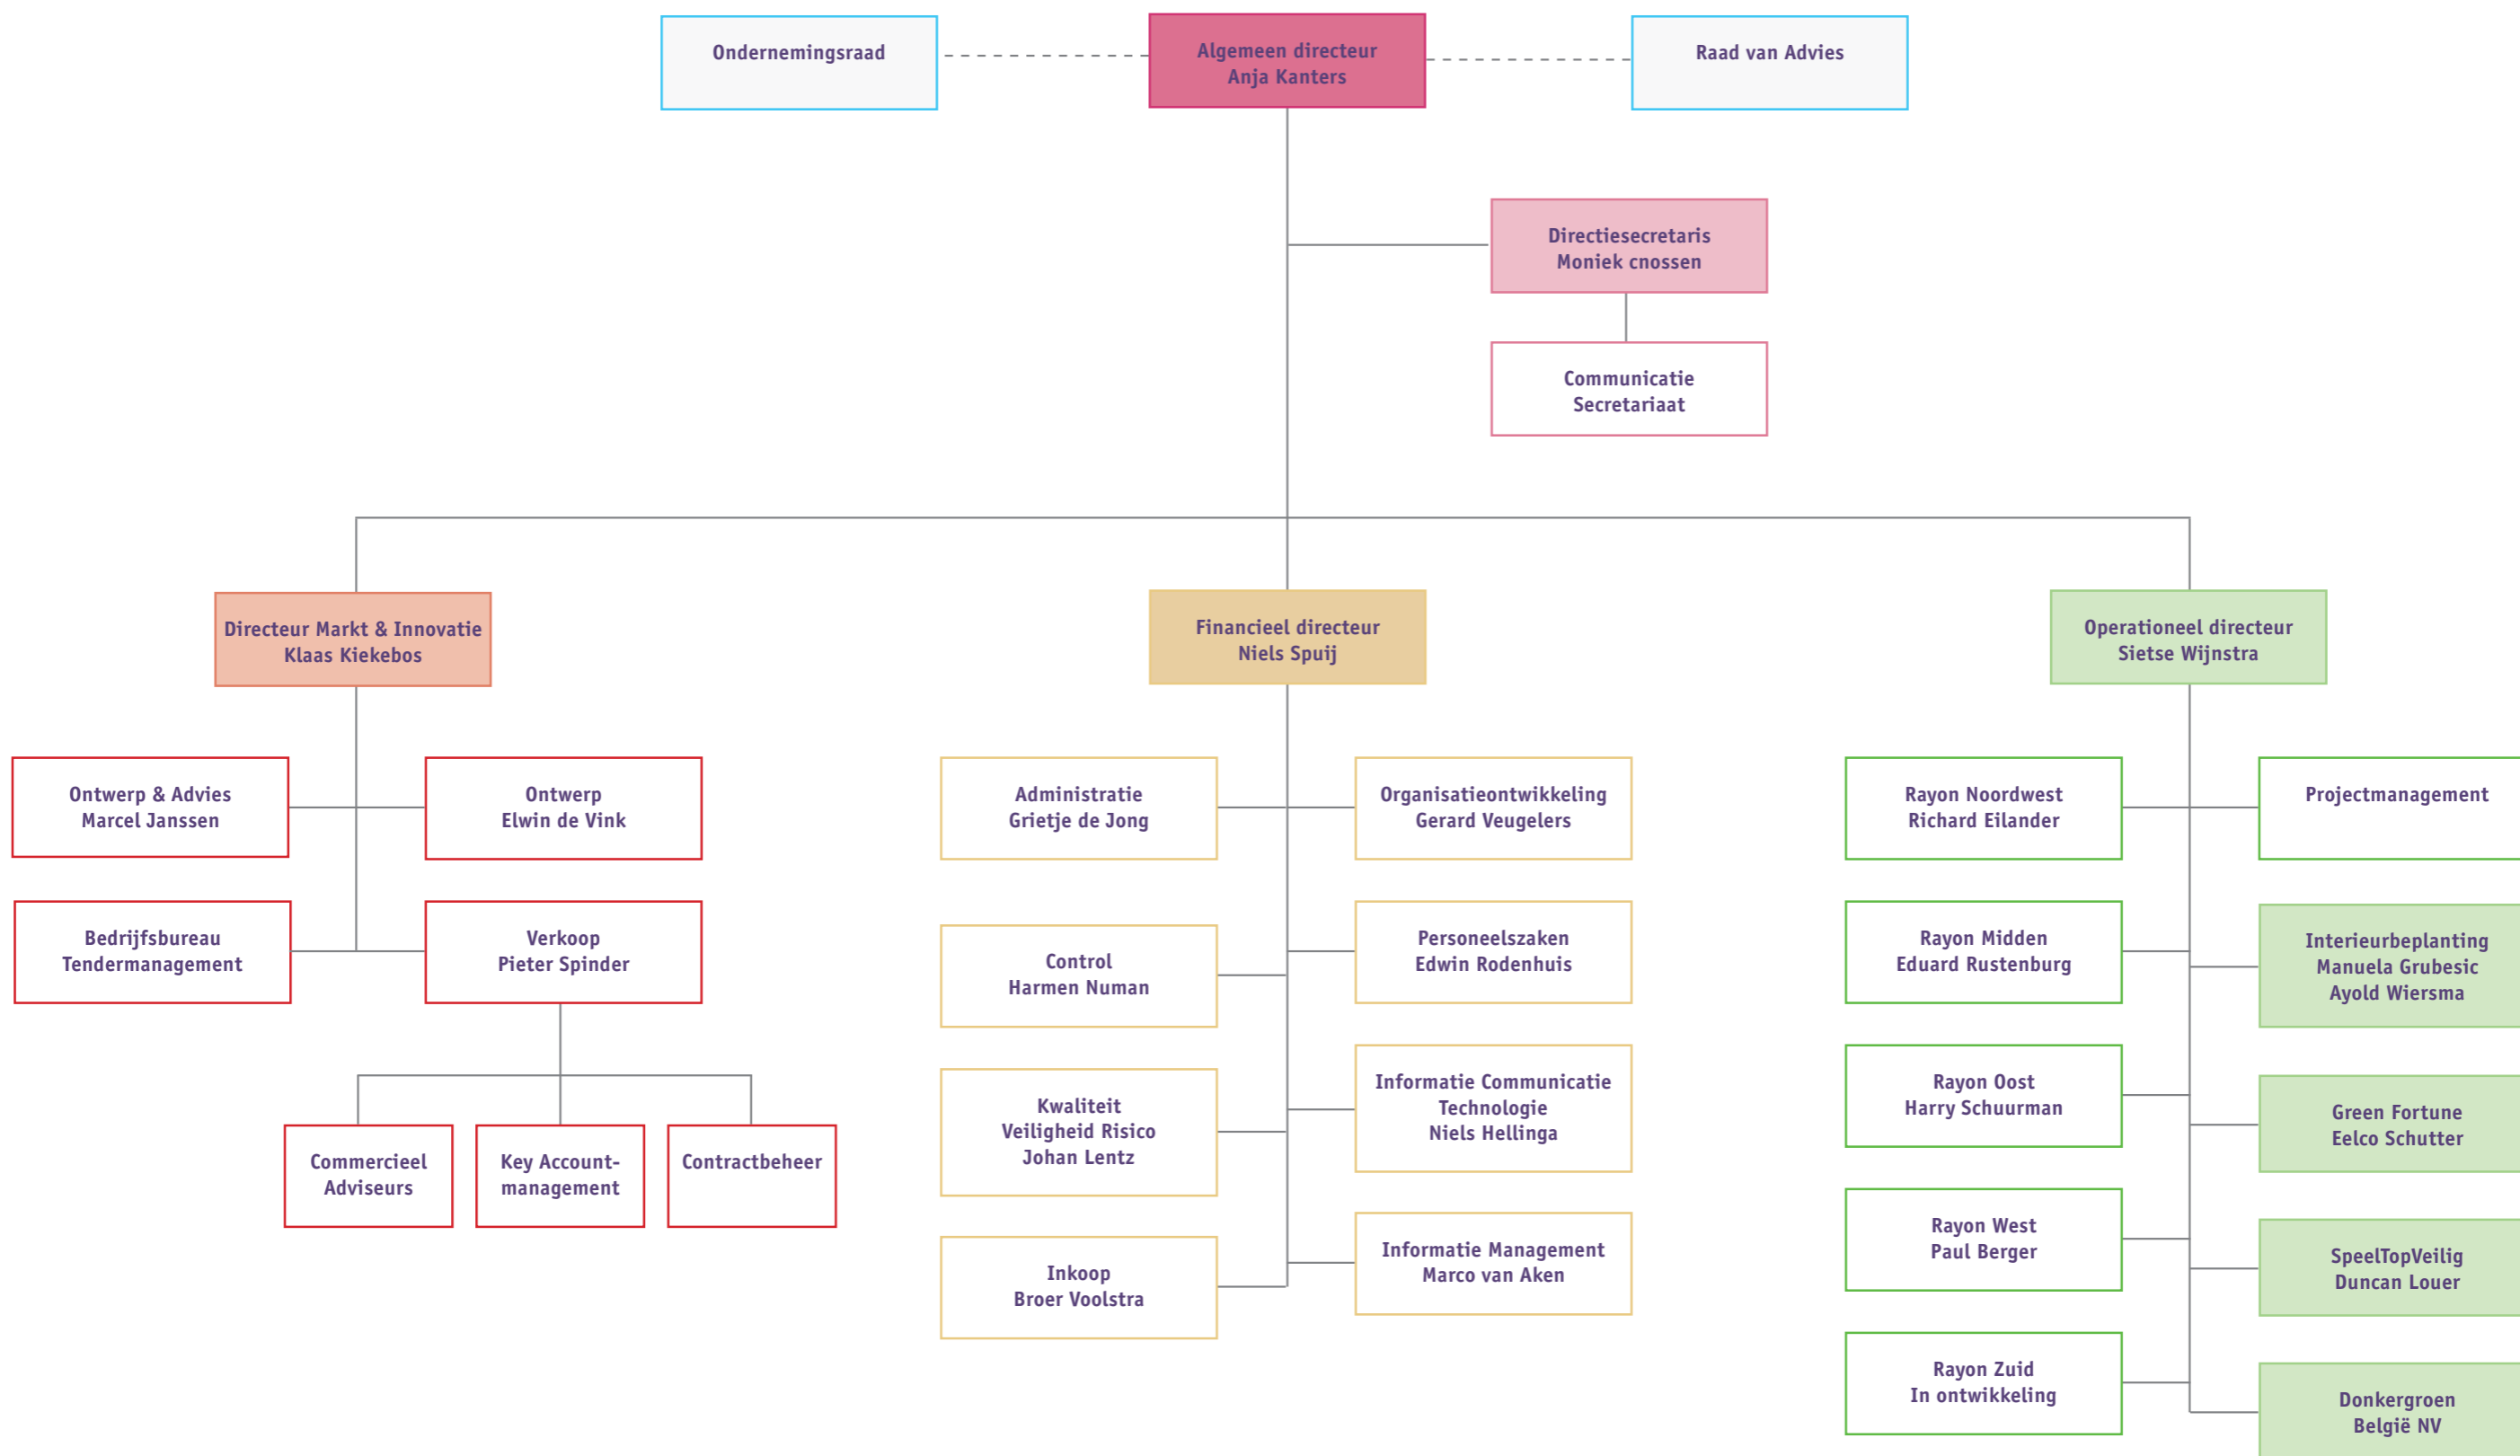 Ondernemingsraad
Algemeen directeur
Anja Kanters
Raad van Advies
Directiesecretaris
Moniek cnossen
Communicatie
Secretariaat
Directeur Markt & Innovatie
Klaas Kiekebos
Financieel directeur
Niels Spuij
Operationeel directeur
Sietse Wijnstra
Ontwerp & Advies
Marcel Janssen
Ontwerp
Elwin de Vink
Bedrijfsbureau
Tendermanagement
Verkoop
Pieter Spinder
Commercieel
Adviseurs
Key Account-
management
Contractbeheer
Administratie
Grietje de Jong
Organisatieontwikkeling
Gerard Veugelers
Control
Harmen Numan
Personeelszaken
Edwin Rodenhuis
Kwaliteit
Veiligheid Risico
Johan Lentz
Informatie Communicatie
Technologie
Niels Hellinga
Inkoop
Broer Voolstra
Informatie Management
Marco van Aken
Rayon Noordwest
Richard Eilander
Projectmanagement
Rayon Midden
Eduard Rustenburg
Interieurbeplanting
Manuela Grubesic
Ayold Wiersma
Rayon Oost
Harry Schuurman
Green Fortune
Eelco Schutter
Rayon West
Paul Berger
SpeelTopVeilig
Duncan Louer
Rayon Zuid
In ontwikkeling
Donkergroen
België NV